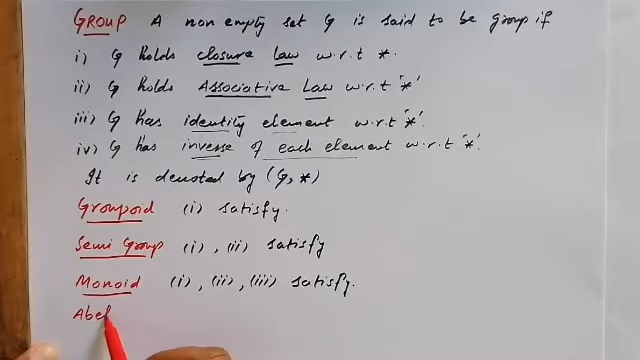 GROUP A non empty set G is said to be group if
i) G holds closure law w.r.t *.
ii) G holds Associative Law w.r.t '*'
iii) G has identity element w.r.t '*'.
iv) G has inverse of each element w.r.t '*'.
It is denoted by (G, *)
Groupoid (i) satisfy.
Semi Group (i), (ii) satisfy
Monoid (i), (ii), (iii) satisfy.
Abel